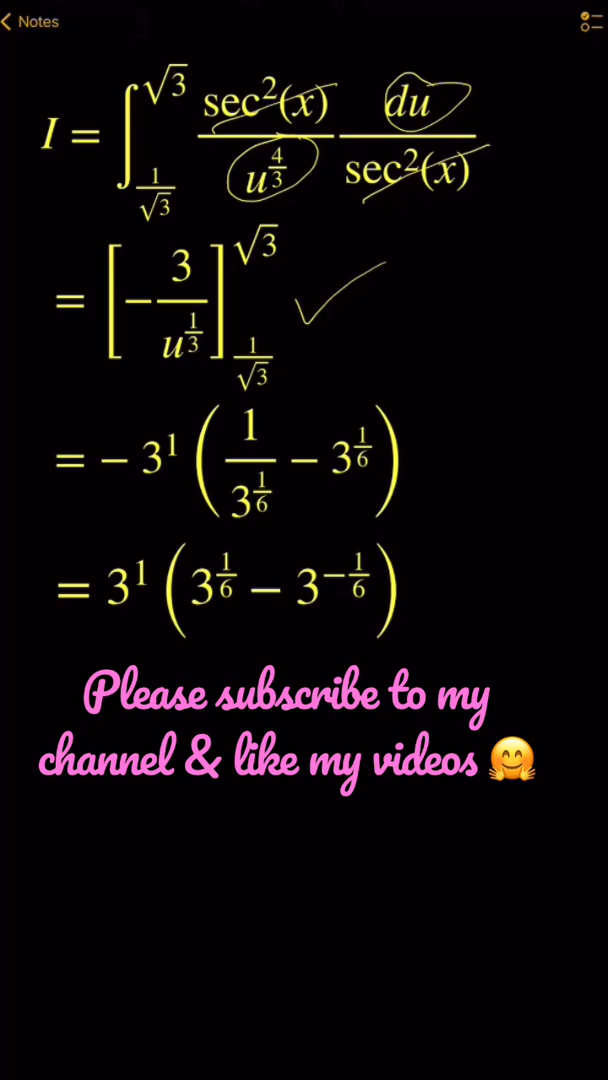 Notes
I = ∫_{1/√3}^{√3} sec²(x)/u^{4/3} du/sec²(x)
= [−3/u^{1/3}]_{1/√3}^{√3}
= − 3¹ (1/3^{1/6} − 3^{1/6})
= 3¹ (3^{1/6} − 3^{−1/6})
Please subscribe to my
channel & like my videos 🤗